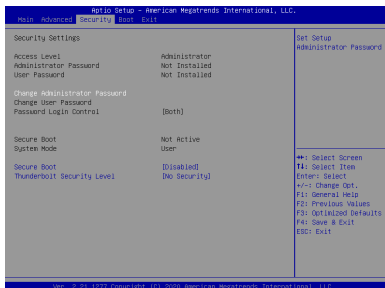 Aptio Setup – American Megatrends International, LLC.
Main Advanced Security Boot Exit
Security Settings
Access Level Administrator
Administrator Password Not Installed
User Password Not Installed
Change Administrator Password
Change User Password
Password Login Control [Both]
Secure Boot Not Active
System Mode User
Secure Boot [Disabled]
Thunderbolt Security Level [No Security]
Set Setup
Administrator Password
→←: Select Screen
↑↓: Select Item
Enter: Select
+/-: Change Opt.
F1: General Help
F2: Previous Values
F3: Optimized Defaults
F4: Save & Exit
ESC: Exit
Ver. 2.21.1277 Copyright (C) 2020 American Megatrends International, LLC